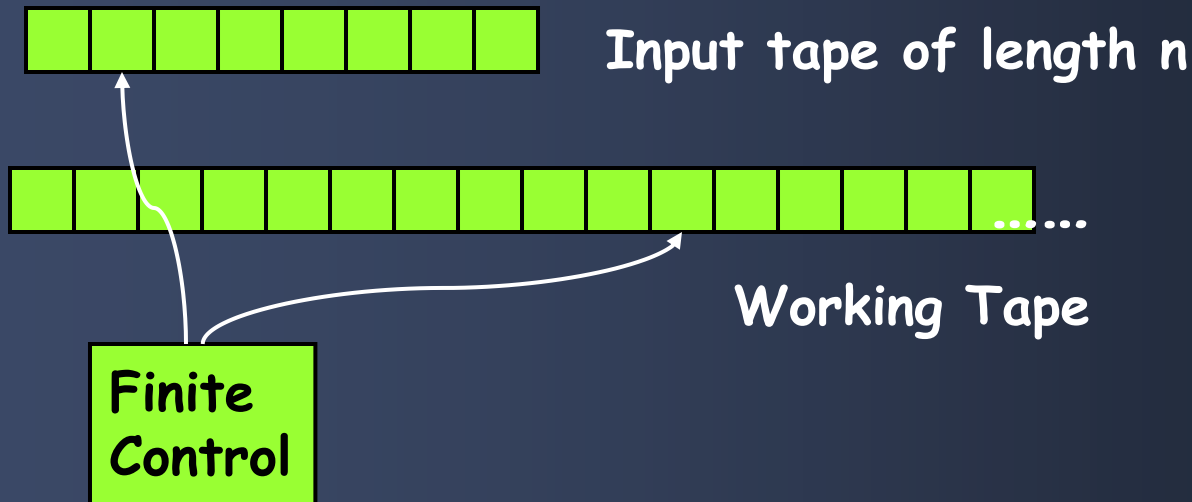 Input tape of length n
......
Working Tape
Finite
Control